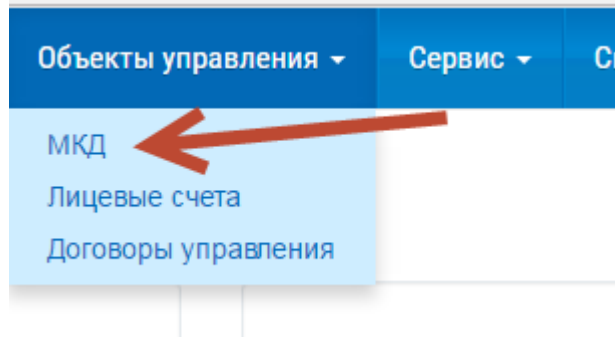 Объекты управления Сервис
МКД
Лицевые счета
Договоры управления